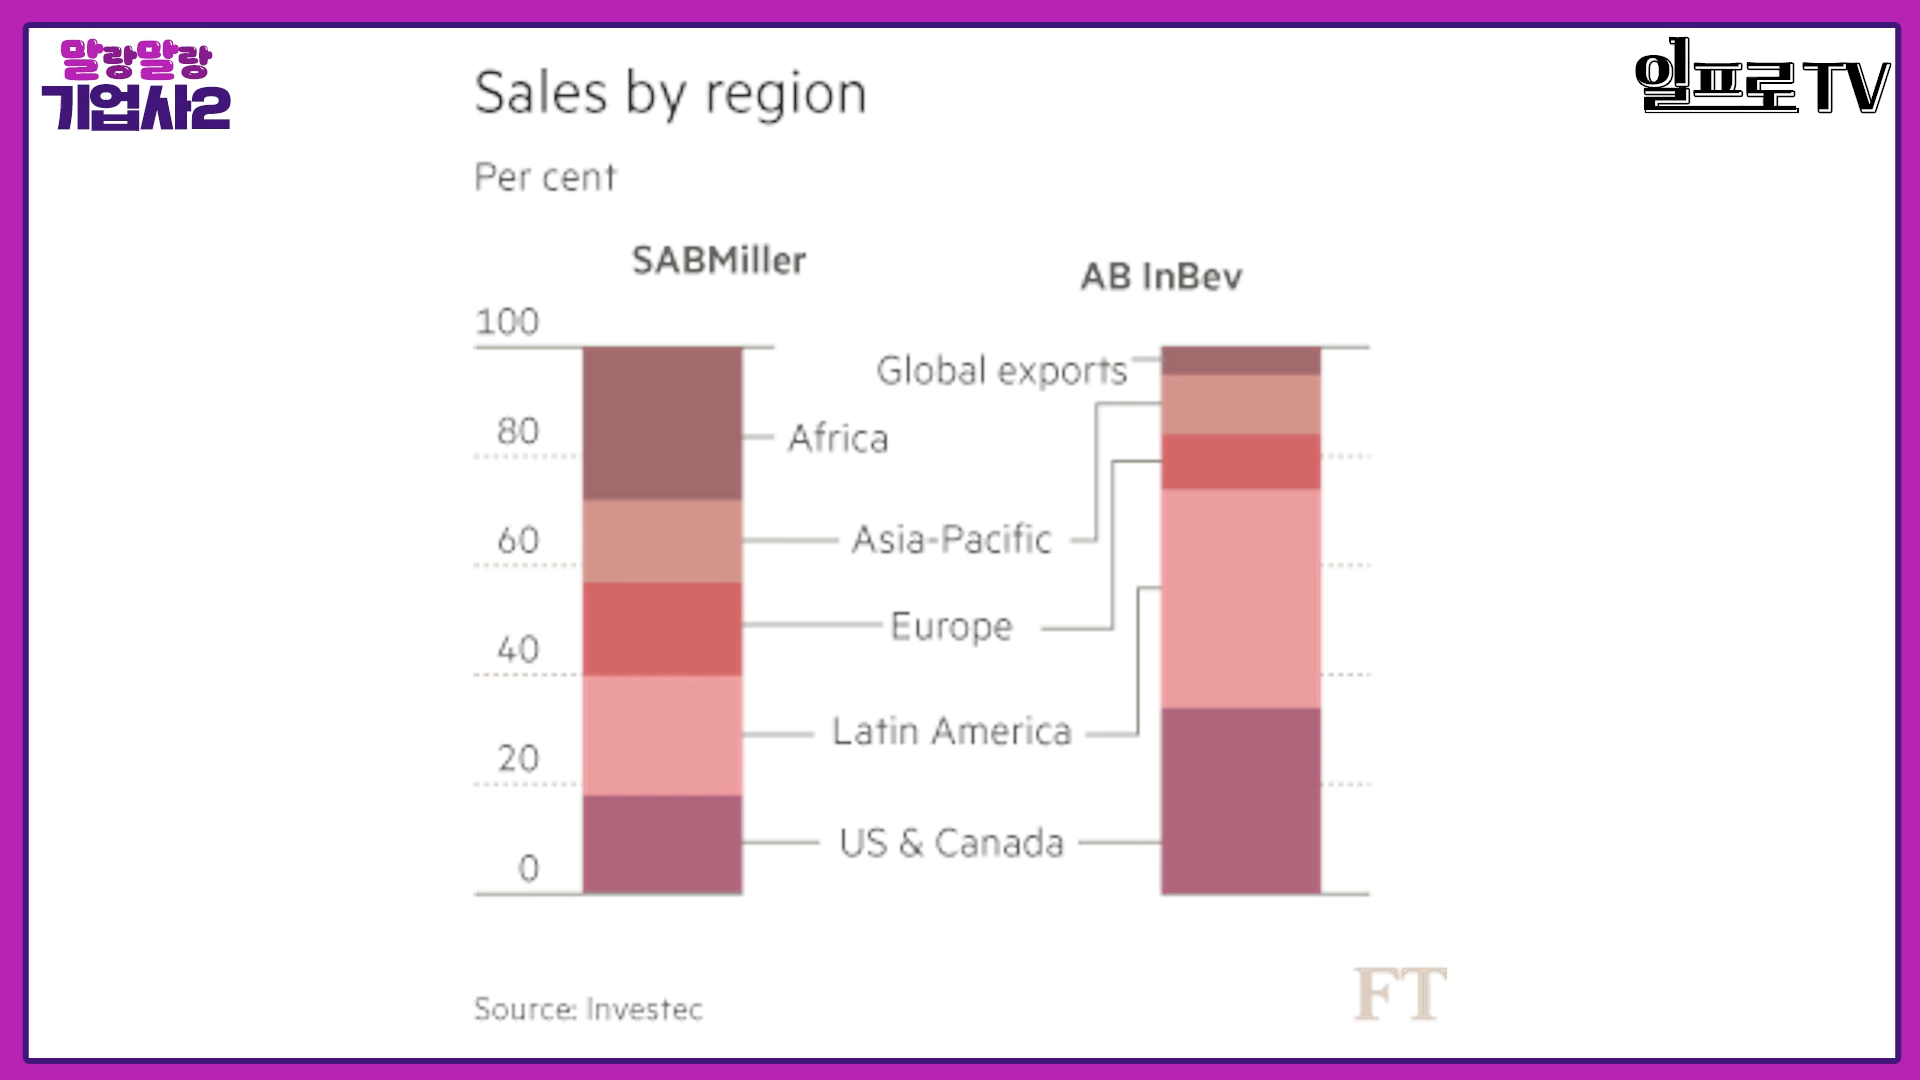 말랑말랑
기업사2
일프로TV
Sales by region
Per cent
SABMiller
AB InBev
100
Global exports
80
Africa
60
Asia-Pacific
Europe
40
Latin America
20
US & Canada
0
Source: Investec
FT